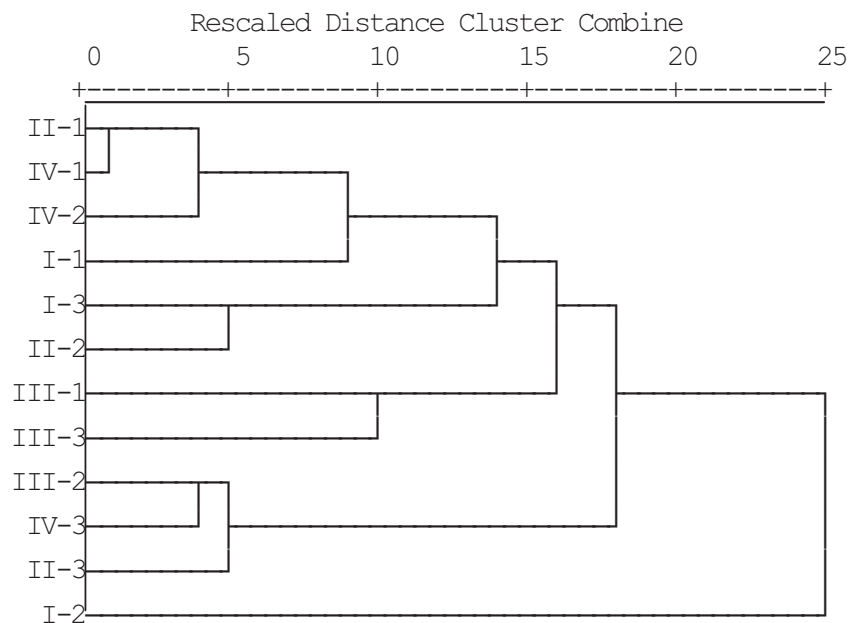 Rescaled Distance Cluster Combine
0 5 10 15 20 25
+---------+---------+---------+---------+---------+
II-1
IV-1
IV-2
I-1
I-3
II-2
III-1
III-3
III-2
IV-3
II-3
I-2